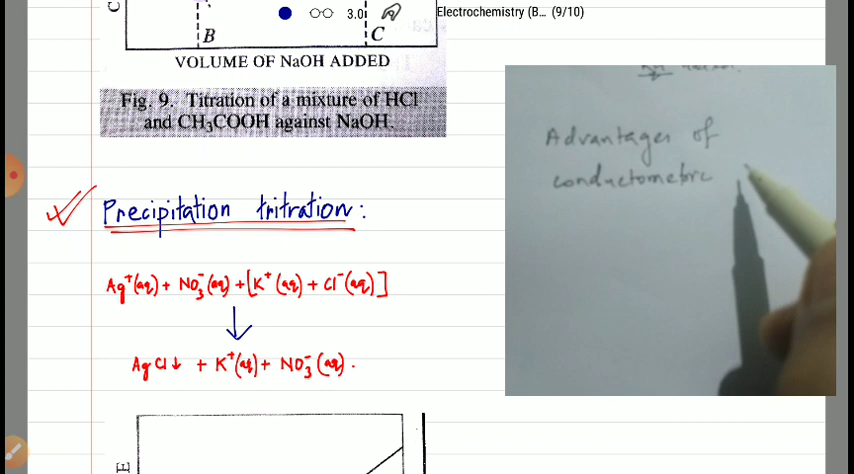 C
3.0
Electrochemistry (B... (9/10)
B
C
VOLUME OF NaOH ADDED
Fig. 9. Titration of a mixture of HCl
and CH₃COOH against NaOH.
Advantages of
conductometric
Precipitation tritration:
Ag⁺(aq) + NO₃⁻(aq) + [K⁺(aq) + Cl⁻(aq)]
↓
AgCl↓ + K⁺(aq) + NO₃⁻(aq).
E